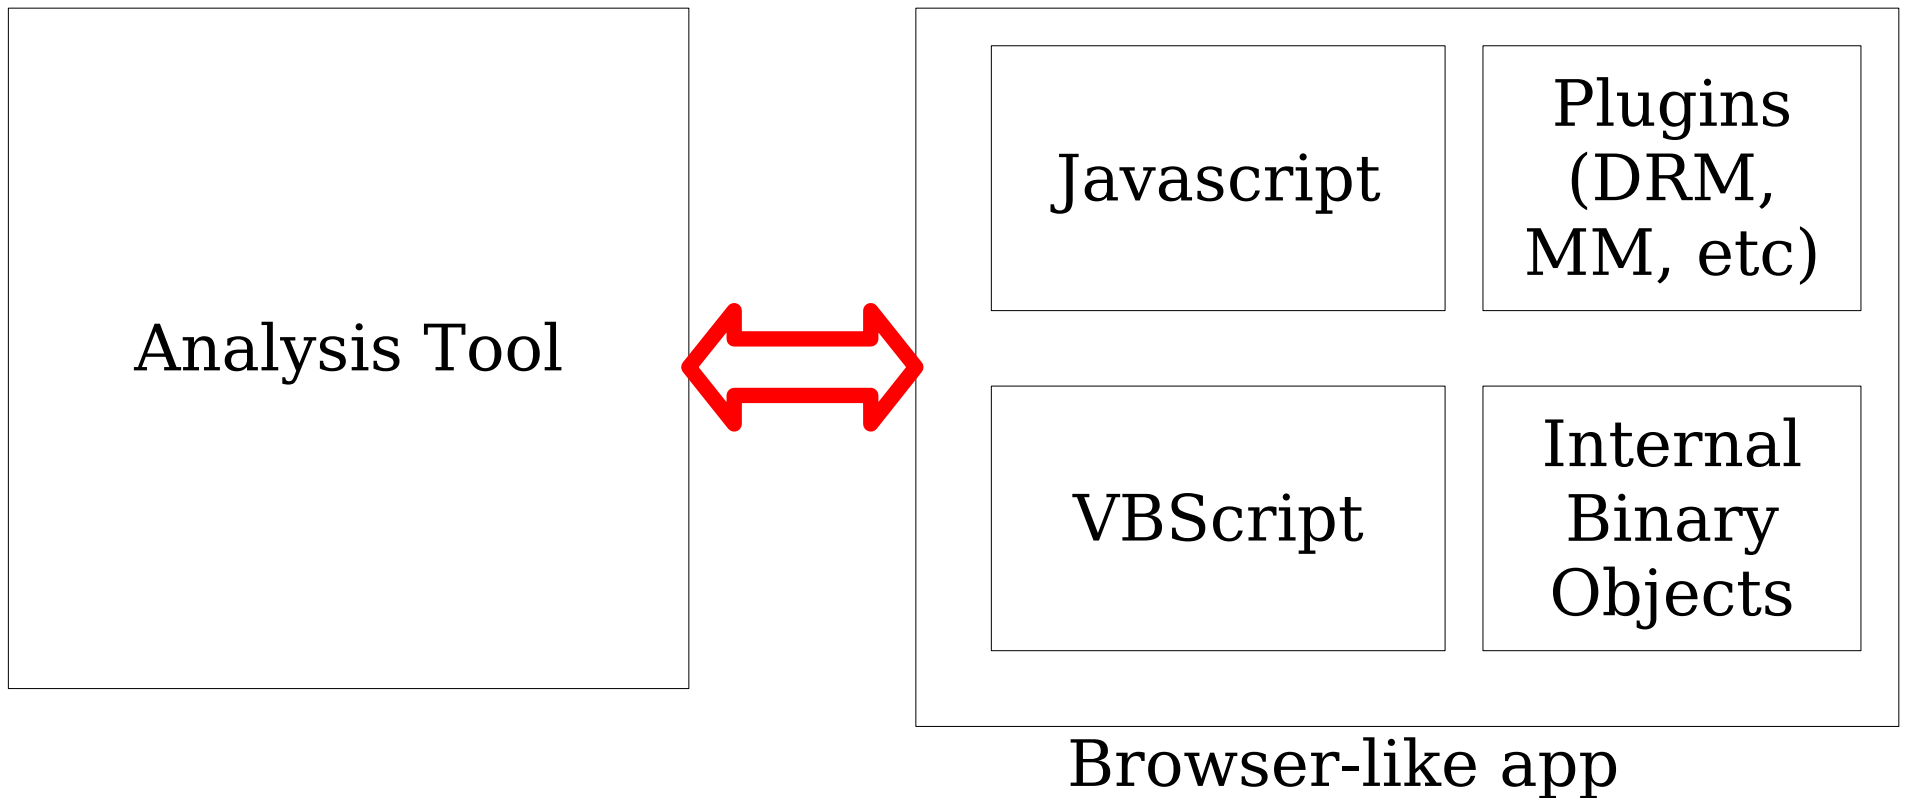 Analysis Tool
Javascript
Plugins
(DRM,
MM, etc)
VBScript
Internal
Binary
Objects
Browser-like app